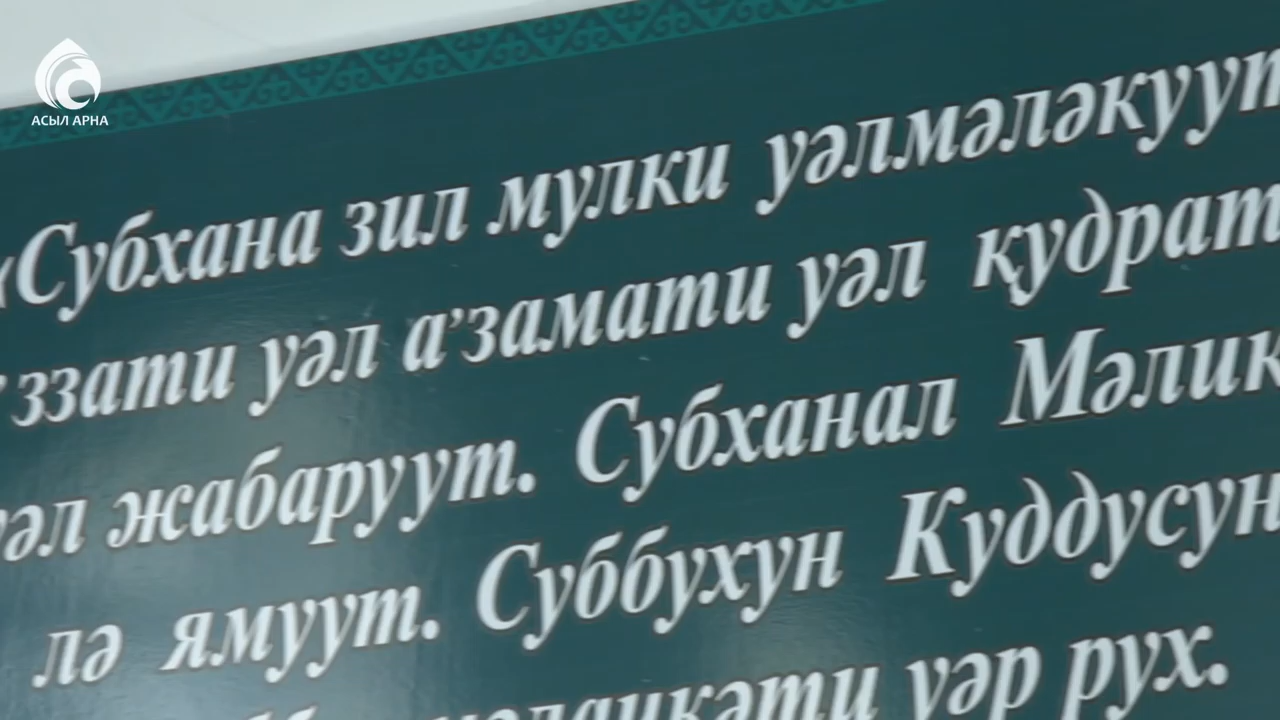 АСЫЛ АРНА
«Субхана зил мулки уәлмәләкуут
'ззати уәл а'замати уәл қудрат
уәл жабаруут. Субханал Мәлик
лә ямуут. Суббухун Куддусун
уәр рух.